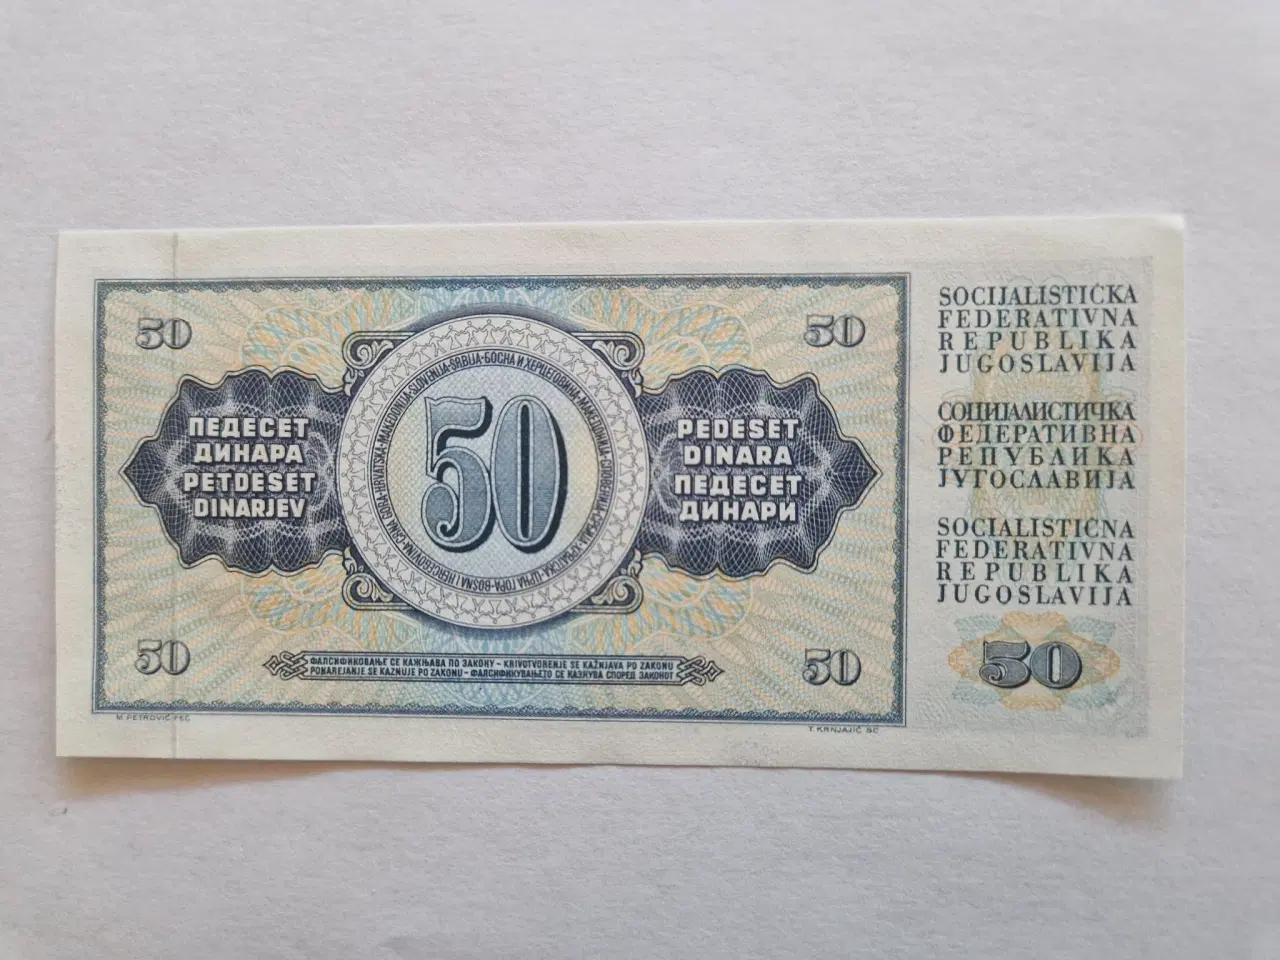 50
50
ПЕДЕСЕТ
ДИНАРА
PETDESET
DINARJEV
50
PEDESET
DINARA
ПЕДЕСЕТ
ДИНАРИ
50
50
ФАЛСИФИКОВАЊЕ СЕ КАЖЊАВА ПО ЗАКОНУ - KRIVOTVORENJE SE KAŽNJAVA PO ZAKONU
PONAREJANJE SE KAZNUJE PO ZAKONU - ФАЛСИФИКУВАЊЕТО СЕ КАЗНУВА СПОРЕД ЗАКОНОТ
M. PETROVIĆ FEC
T. KRNJAJIĆ SC
SOCIJALISTIČKA
FEDERATIVNA
REPUBLIKA
JUGOSLAVIJA
СОЦИЈАЛИСТИЧКА
ФЕДЕРАТИВНА
РЕПУБЛИКА
ЈУГОСЛАВИЈА
SOCIALISTIČNA
FEDERATIVNA
REPUBLIKA
JUGOSLAVIJA
50